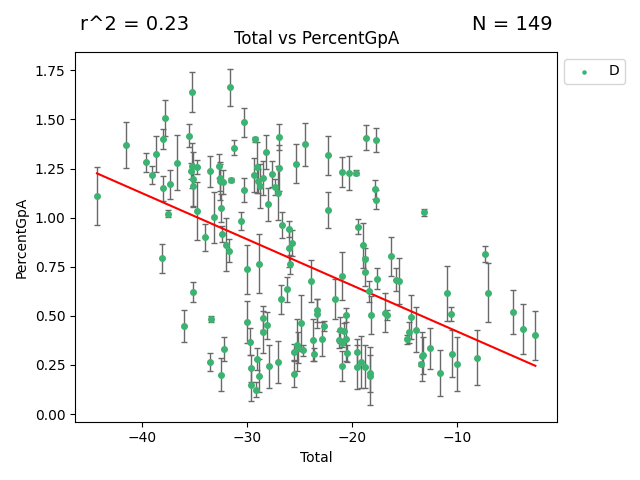 r^2 = 0.23
N = 149
Total vs PercentGpA
D
PercentGpA
1.75
1.50
1.25
1.00
0.75
0.50
0.25
0.00
−40
−30
−20
−10
Total